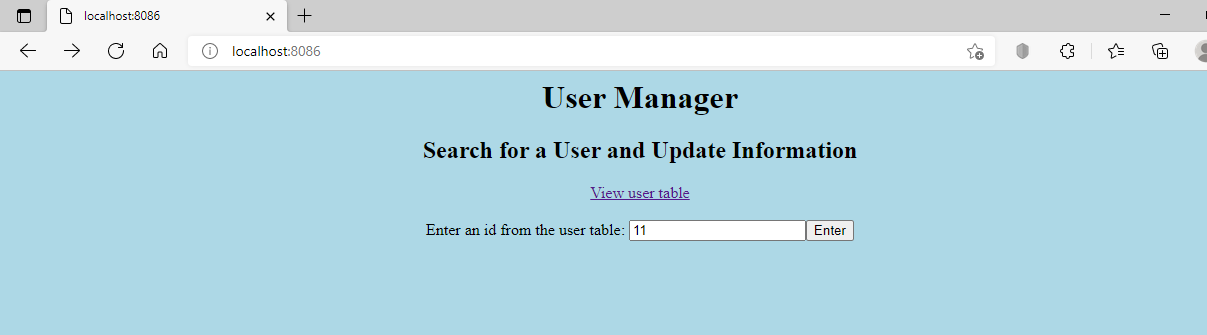 localhost:8086
localhost:8086
User Manager
Search for a User and Update Information
View user table
Enter an id from the user table: 11 Enter